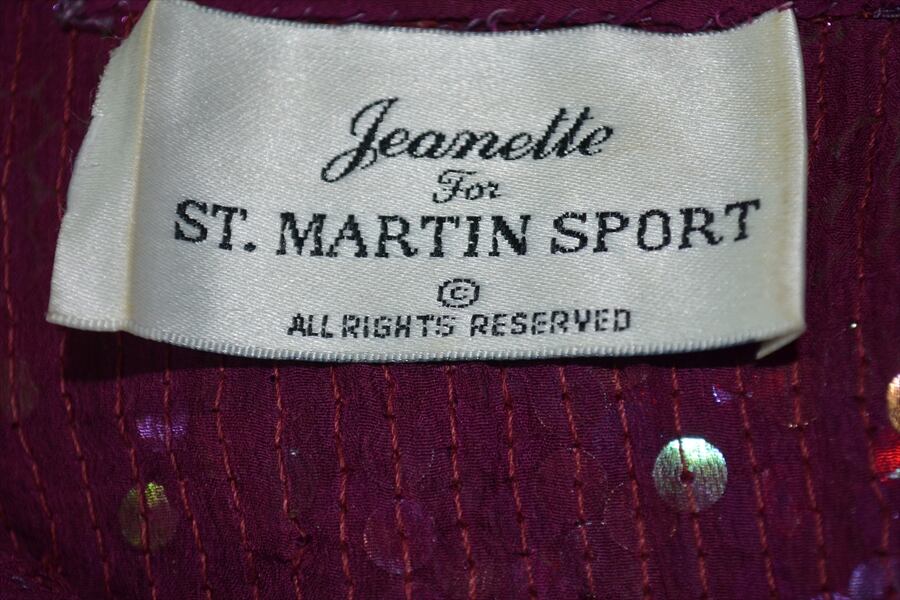 Jeanette
For
ST. MARTIN SPORT
©
ALL RIGHTS RESERVED